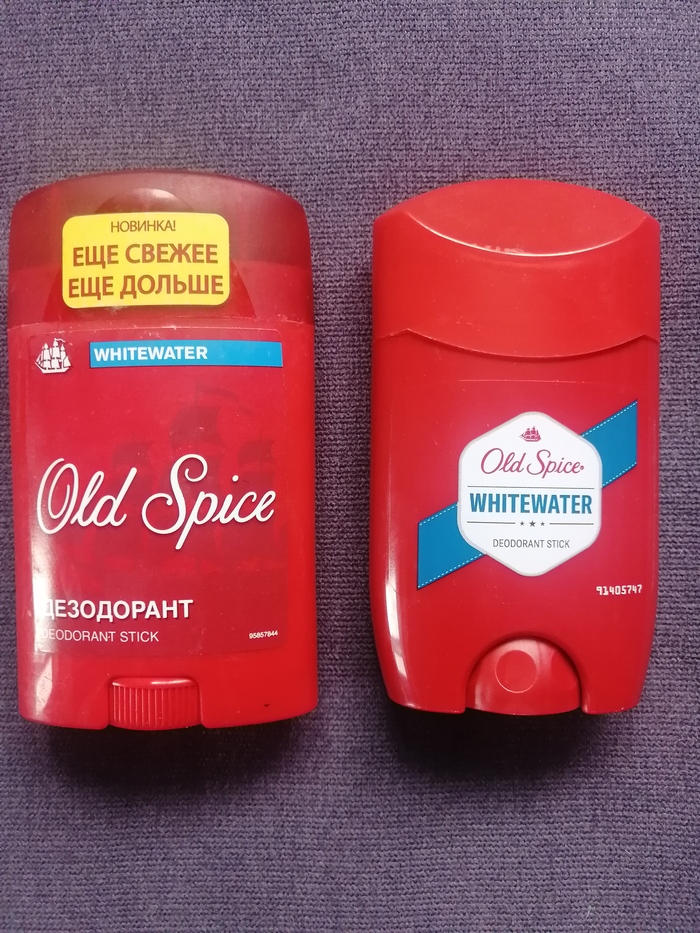 НОВИНКА!
ЕЩЕ СВЕЖЕЕ
ЕЩЕ ДОЛЬШЕ
WHITEWATER
Old Spice
ДЕЗОДОРАНТ
DEODORANT STICK
95857844
Old Spice
WHITEWATER
DEODORANT STICK
91405747